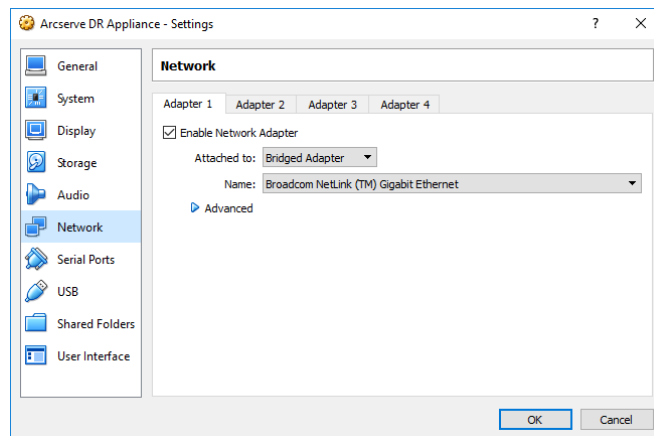 Arcserve DR Appliance - Settings ? ×
General
System
Display
Storage
Audio
Network
Serial Ports
USB
Shared Folders
User Interface
Network
Adapter 1 Adapter 2 Adapter 3 Adapter 4
Enable Network Adapter
Attached to: Bridged Adapter
Name: Broadcom NetLink (TM) Gigabit Ethernet
Advanced
OK Cancel